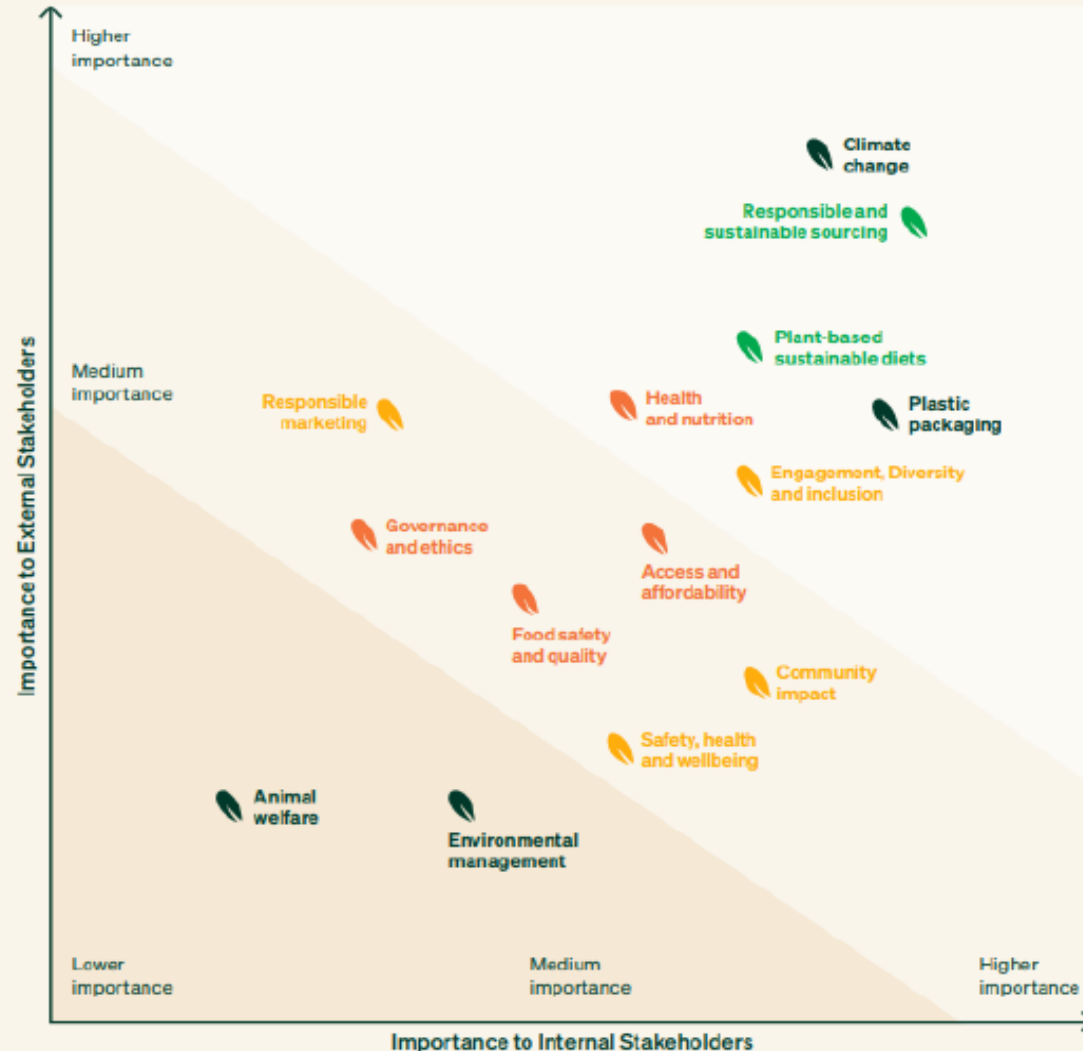 Higher
importance
Climate
change
Responsible and
sustainable sourcing
Plant-based
sustainable diets
Medium
importance
Responsible
marketing
Health
and nutrition
Plastic
packaging
Engagement, Diversity
and inclusion
Governance
and ethics
Access and
affordability
Food safety
and quality
Community
impact
Safety, health
and wellbeing
Animal
welfare
Environmental
management
Lower
importance
Medium
importance
Higher
importance
Importance to External Stakeholders
Importance to Internal Stakeholders